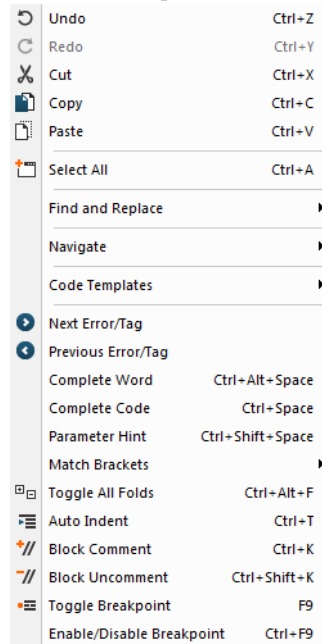 Undo Ctrl+Z
Redo Ctrl+Y
Cut Ctrl+X
Copy Ctrl+C
Paste Ctrl+V
Select All Ctrl+A
Find and Replace
Navigate
Code Templates
Next Error/Tag
Previous Error/Tag
Complete Word Ctrl+Alt+Space
Complete Code Ctrl+Space
Parameter Hint Ctrl+Shift+Space
Match Brackets
Toggle All Folds Ctrl+Alt+F
Auto Indent Ctrl+T
Block Comment Ctrl+K
Block Uncomment Ctrl+Shift+K
Toggle Breakpoint F9
Enable/Disable Breakpoint Ctrl+F9